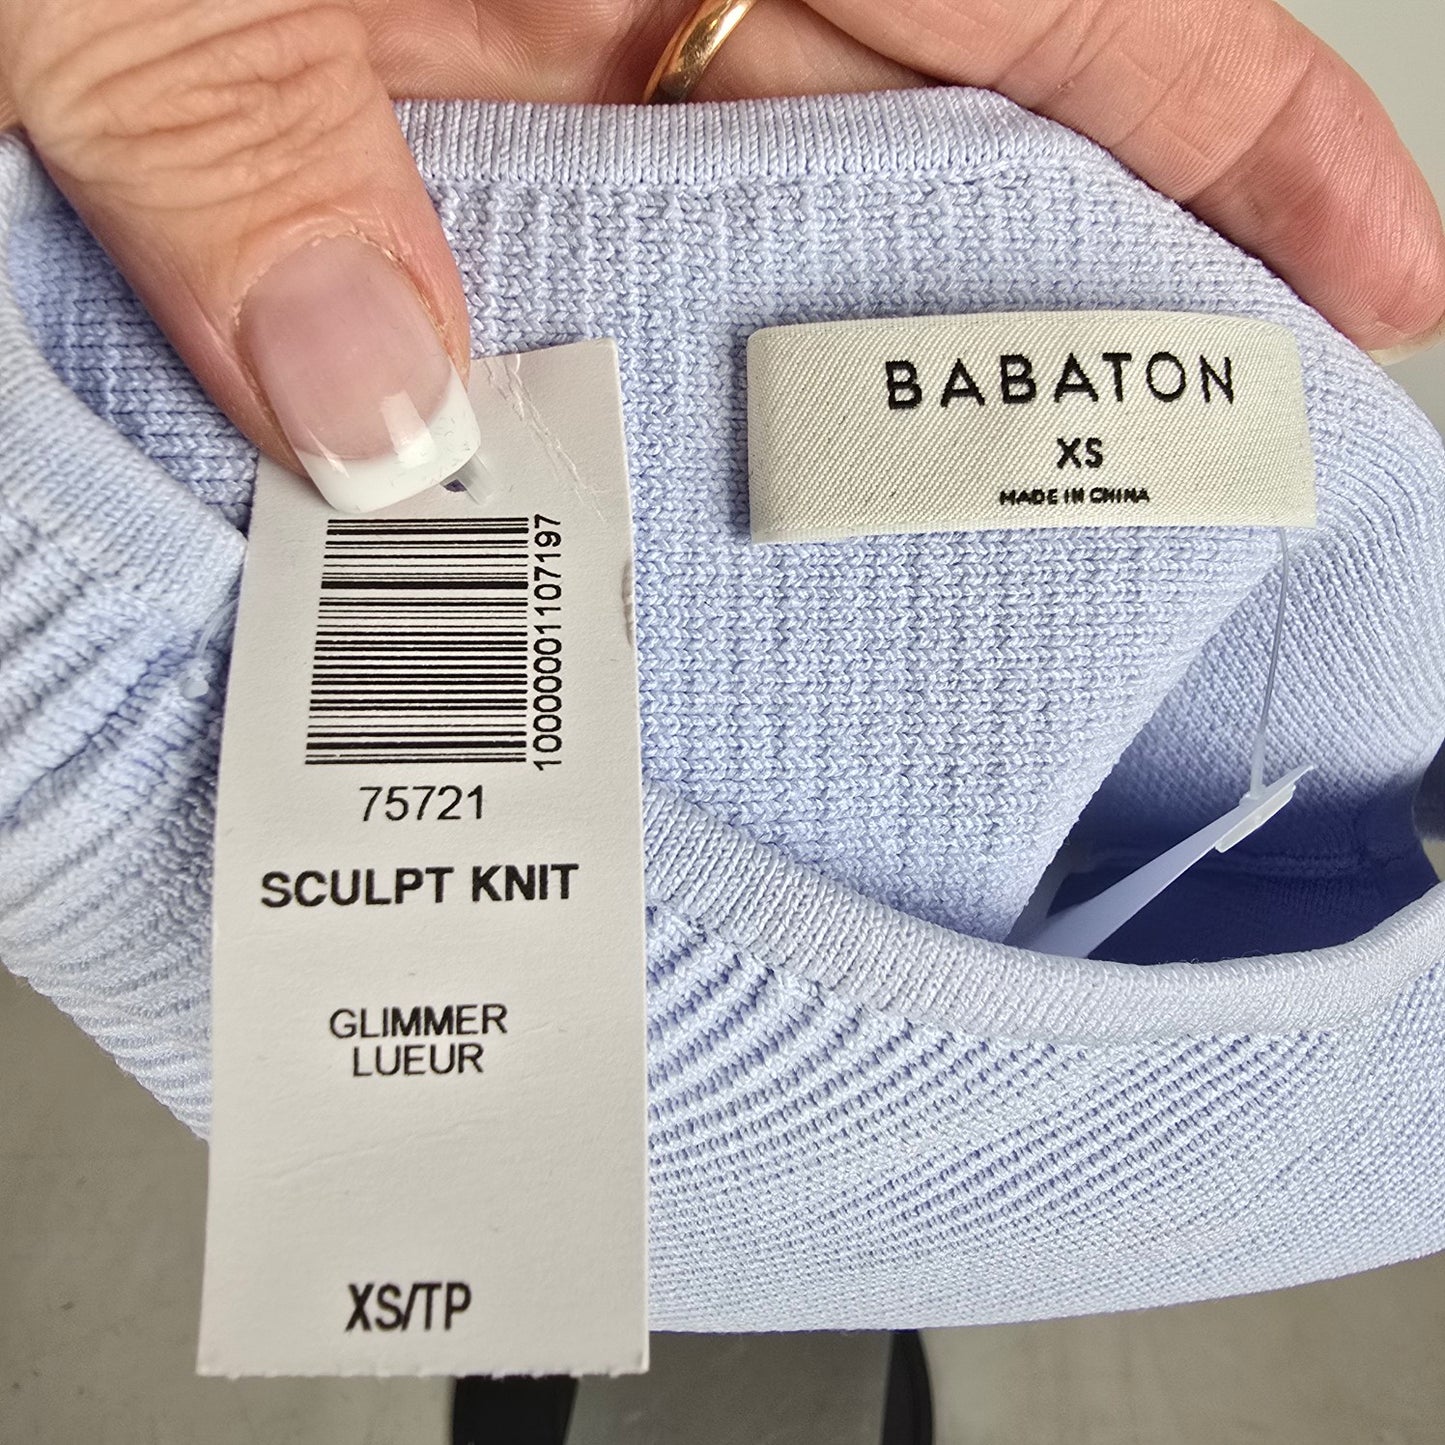 BABATON
XS
MADE IN CHINA
1000001107197
75721
SCULPT KNIT
GLIMMER
LUEUR
XS/TP